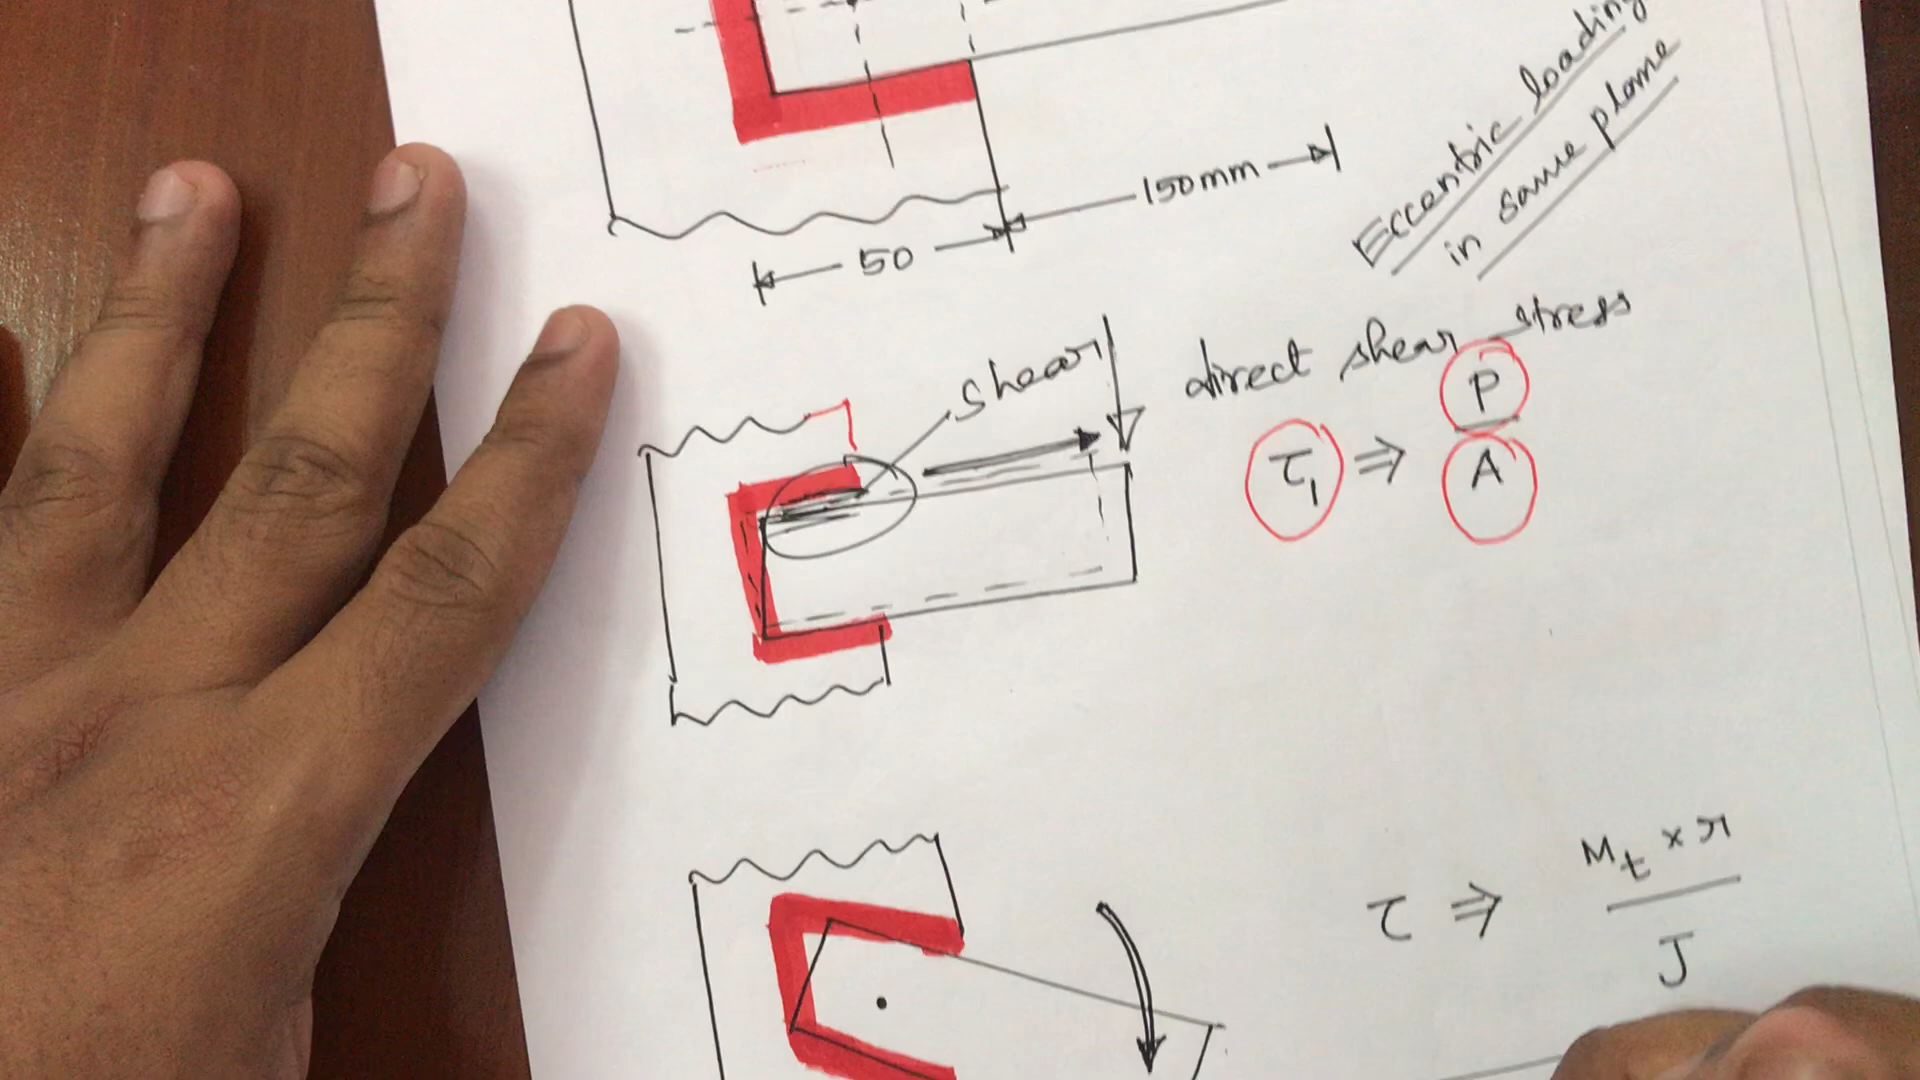 Eccentric loading
in same plane
150mm
50
shear
direct shear stress
τ₁ ⇒ P
A
τ ⇒ Mt × r
J